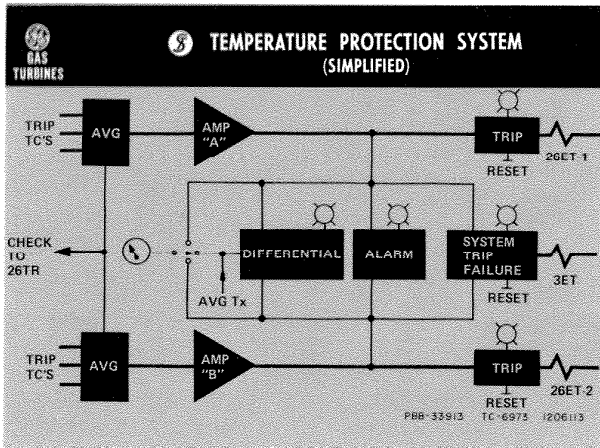 GAS
TURBINES
TEMPERATURE PROTECTION SYSTEM
(SIMPLIFIED)
TRIP
TC'S
AVG
AMP
"A"
TRIP
26ET-1
RESET
CHECK
TO
26TR
DIFFERENTIAL
ALARM
SYSTEM
TRIP
FAILURE
3ET
AVG Tx
RESET
TRIP
TC'S
AVG
AMP
"B"
TRIP
26ET-2
RESET
PBB-33913 TC-6973 1206113